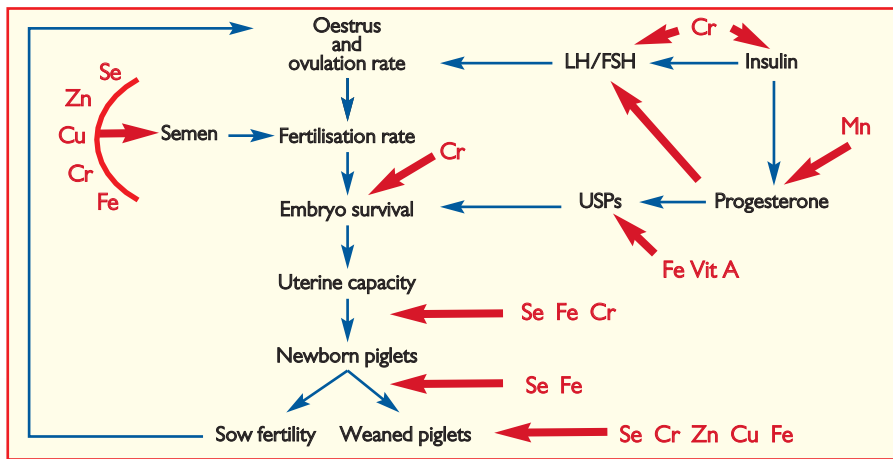 Oestrus
and
ovulation rate
LH/FSH
Cr
Insulin
Se
Zn
Cu
Cr
Fe
Semen
Fertilisation rate
Cr
Mn
Embryo survival
USPs
Progesterone
Fe Vit A
Uterine capacity
Se Fe Cr
Newborn piglets
Se Fe
Sow fertility
Weaned piglets
Se Cr Zn Cu Fe